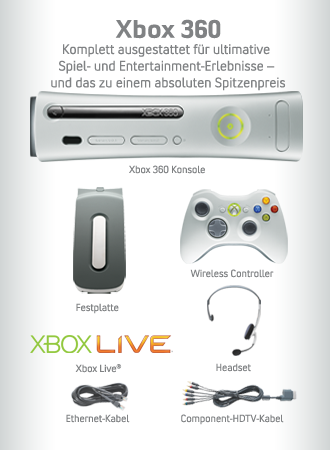 Xbox 360
Komplett ausgestattet für ultimative
Spiel- und Entertainment-Erlebnisse –
und das zu einem absoluten Spitzenpreis
XBOX 360
Xbox 360 Konsole
Festplatte
Wireless Controller
XBOX LIVE
Xbox Live®
Headset
Ethernet-Kabel
Component-HDTV-Kabel